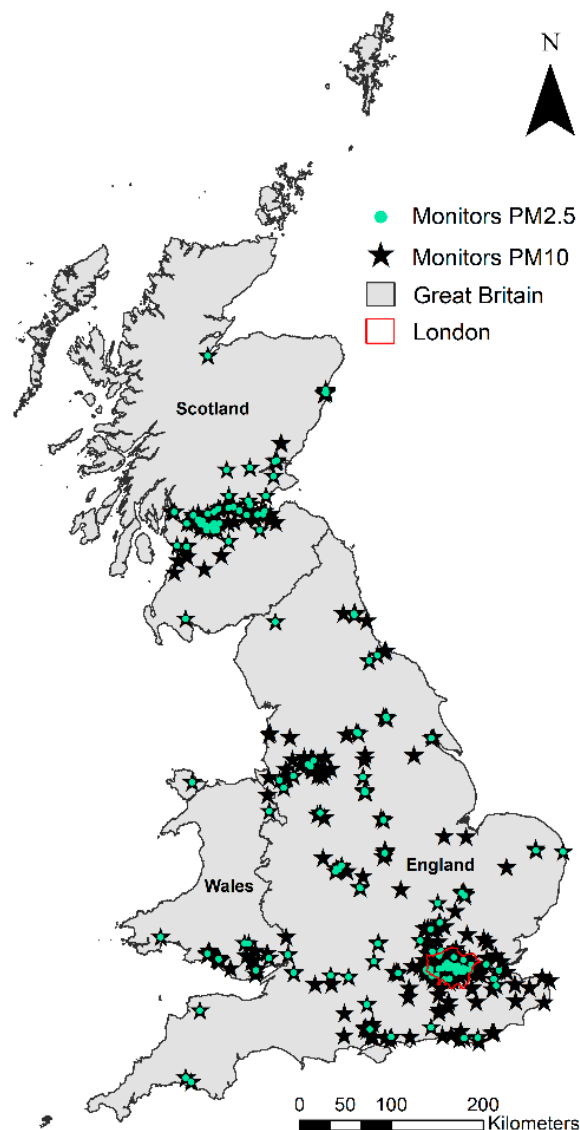 N
Monitors PM2.5
Monitors PM10
Great Britain
London
Scotland
England
Wales
0 50 100 200
Kilometers